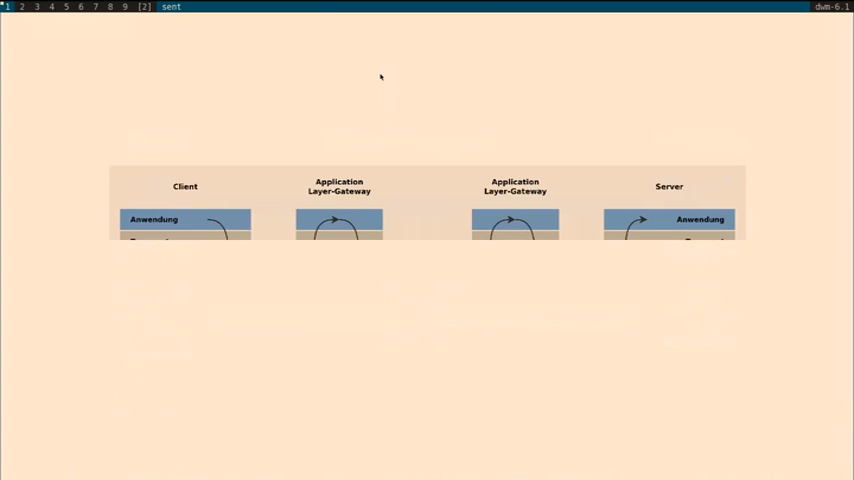 1 2 3 4 5 6 7 8 9 [2] sent dwm-6.1
Client
Application
Layer-Gateway
Application
Layer-Gateway
Server
Anwendung
Anwendung